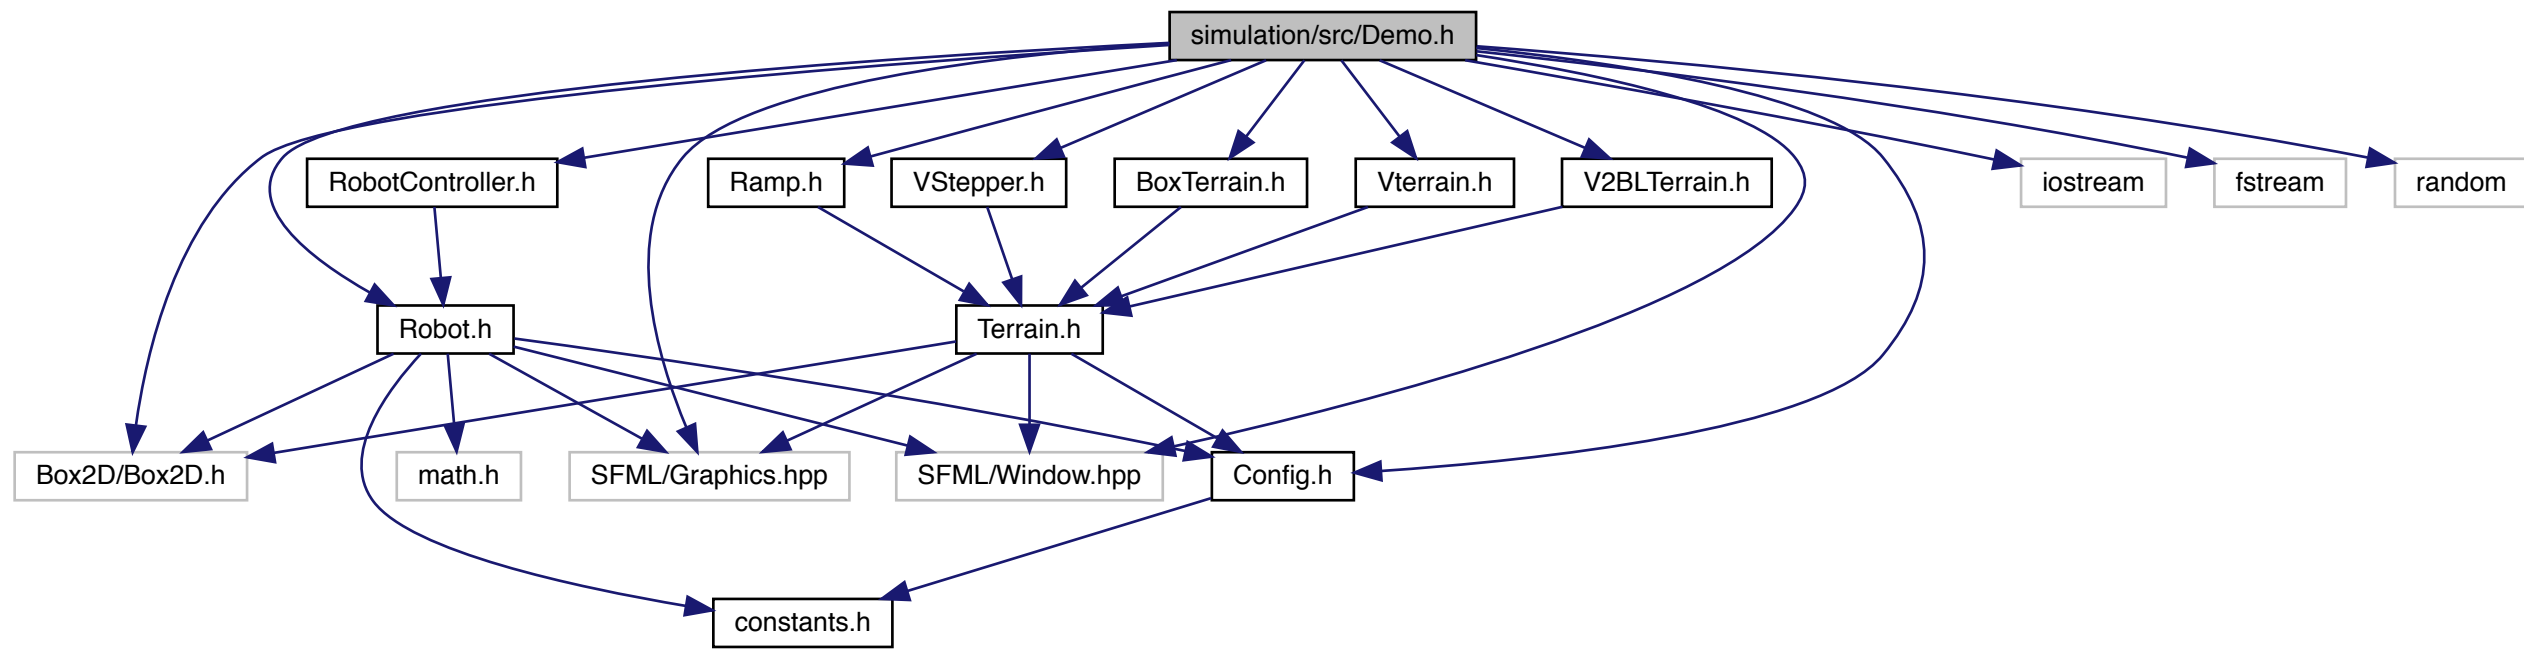 simulation/src/Demo.h
RobotController.h
Ramp.h
VStepper.h
BoxTerrain.h
Vterrain.h
V2BLTerrain.h
iostream
fstream
random
Robot.h
Terrain.h
Box2D/Box2D.h
math.h
SFML/Graphics.hpp
SFML/Window.hpp
Config.h
constants.h